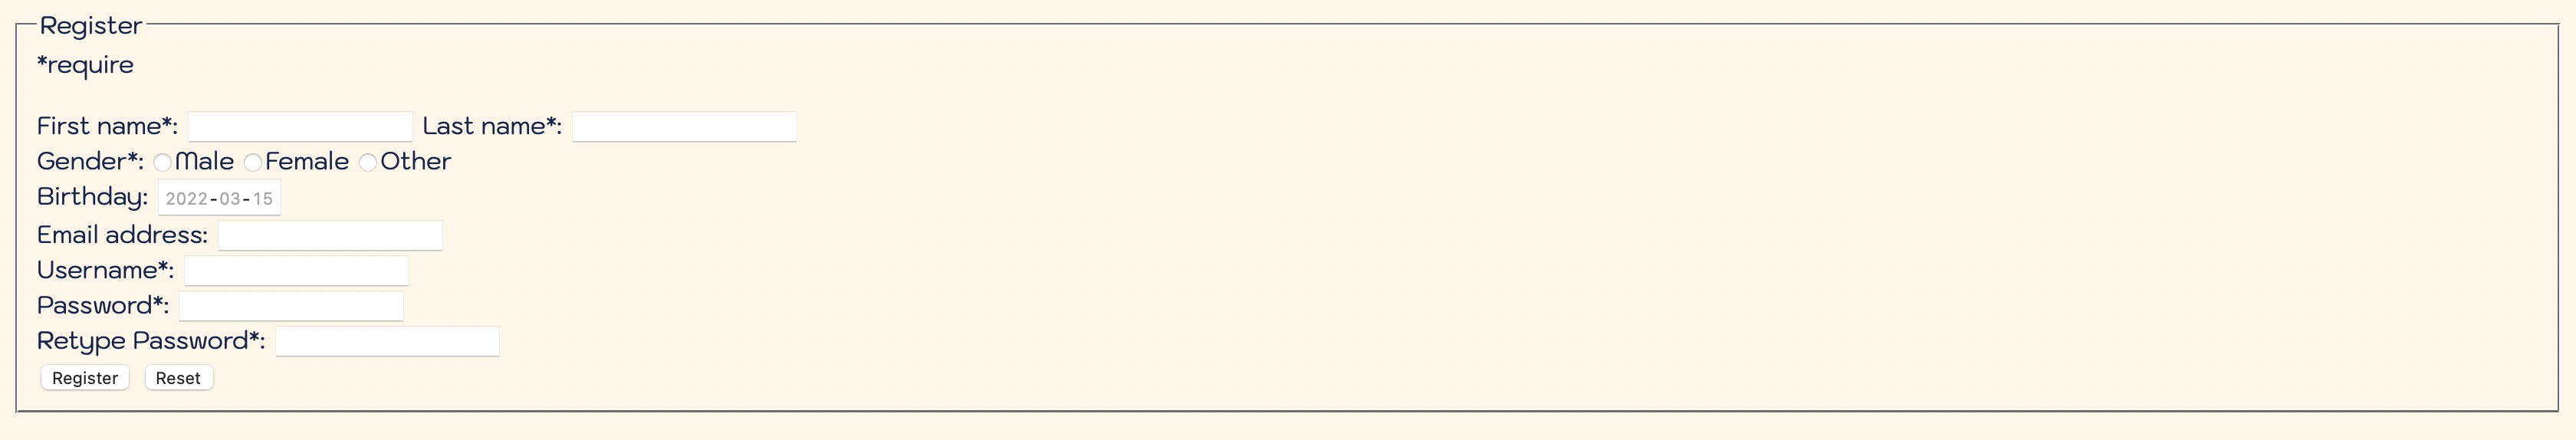 Register
*require
First name*: Last name*:
Gender*: Male Female Other
Birthday: 2022-03-15
Email address:
Username*:
Password*:
Retype Password*:
Register Reset